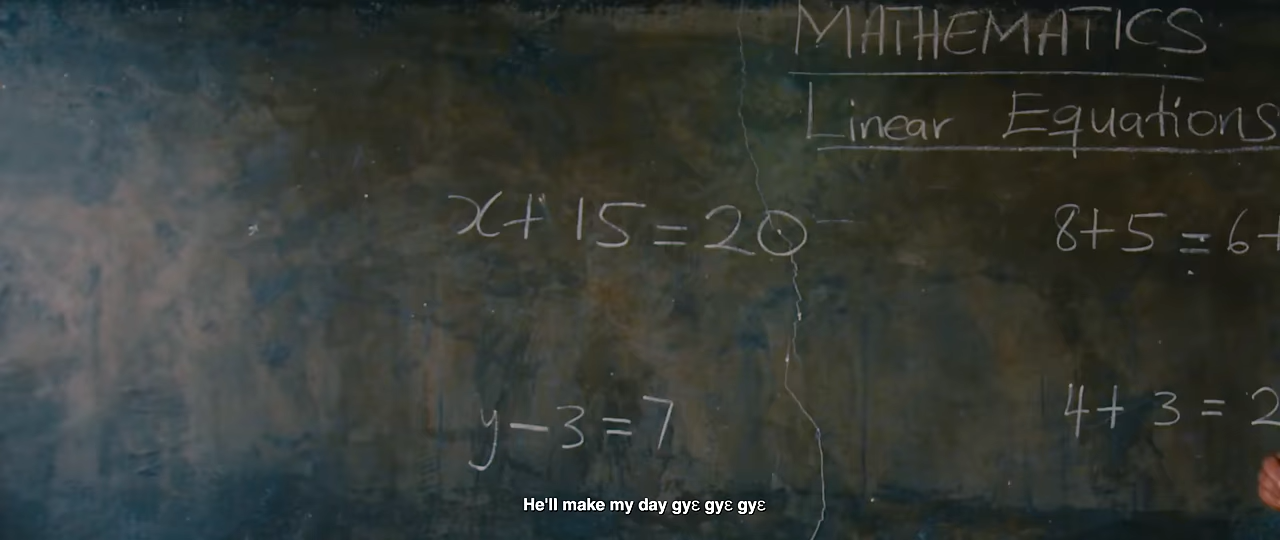 MATHEMATICS
Linear Equations
x+15=20
8+5=6+
y-3=7
4+3=2
He'll make my day gyɛ gyɛ gyɛ